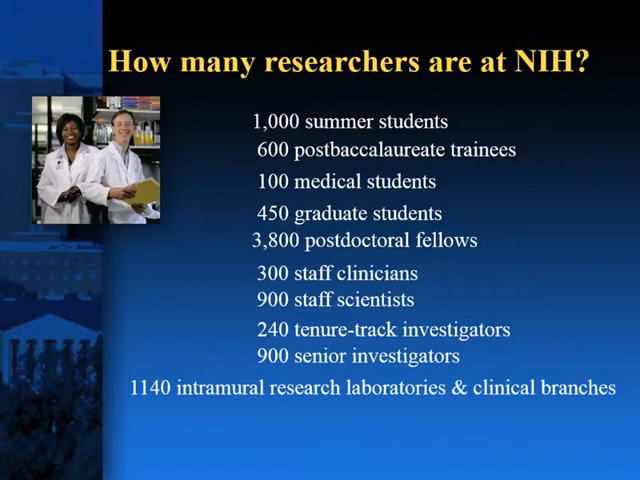 How many researchers are at NIH?
1,000 summer students
600 postbaccalaureate trainees
100 medical students
450 graduate students
3,800 postdoctoral fellows
300 staff clinicians
900 staff scientists
240 tenure-track investigators
900 senior investigators
1140 intramural research laboratories & clinical branches